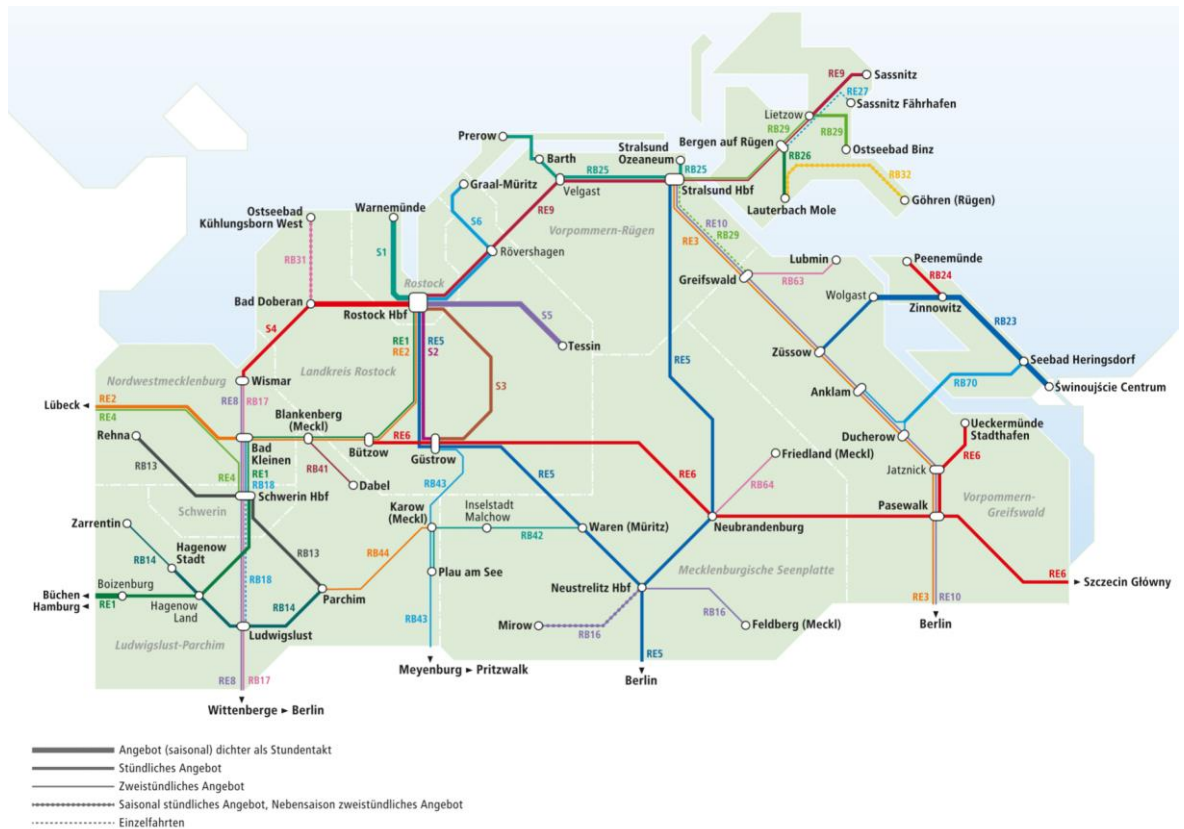 RE9
Sassnitz
RE27
Sassnitz Fährhafen
Lietzow
Prerow
Stralsund
Ozeaneum
Bergen auf Rügen
RB29
RB29
Barth
RB25
RB25
RB26
Ostseebad Binz
Graal-Müritz
Velgast
Stralsund Hbf
RB32
Ostseebad
Kühlungsborn West
Warnemünde
RE9
Lauterbach Mole
Göhren (Rügen)
S6
Vorpommern-Rügen
RE10
RB29
RE3
S1
Rövershagen
Lubmin
Peenemünde
RB31
Rostock
Greifswald
RB63
RB24
Bad Doberan
Rostock Hbf
Wolgast
Zinnowitz
S4
S5
RB23
RE1
RE2
RE5
S2
Tessin
Züssow
Seebad Heringsdorf
RE5
Nordwestmecklenburg
Landkreis Rostock
S3
Wismar
Anklam
RB70
Świnoujście Centrum
RE8
RB17
Lübeck
RE2
RE4
Blankenberg
(Meckl)
RE6
Ducherow
Ueckermünde
Stadthafen
Rehna
Bad
Kleinen
Bützow
Güstrow
RE6
RB13
RE4
RE1
RB18
RB41
RB43
RE5
RE6
Friedland (Meckl)
Jatznick
Schwerin Hbf
Dabel
RB64
Vorpommern-
Greifswald
Schwerin
Karow
(Meckl)
Inselstadt
Malchow
Pasewalk
Zarrentin
RB42
Waren (Müritz)
Neubrandenburg
Hagenow
Stadt
RB13
RB44
RB14
Plau am See
Mecklenburgische Seenplatte
RE6
Szczecin Główny
Boizenburg
RB18
Neustrelitz Hbf
Büchen
Hamburg
RE1
Hagenow
Land
RB14
Parchim
RB16
RE3
RE10
RB43
Mirow
RB16
Feldberg (Meckl)
Berlin
Ludwigslust
Ludwigslust-Parchim
RE5
Meyenburg ▸ Pritzwalk
Berlin
RE8
RB17
Wittenberge ▸ Berlin
Angebot (saisonal) dichter als Stundentakt
Stündliches Angebot
Zweistündliches Angebot
Saisonal stündliches Angebot, Nebensaison zweistündliches Angebot
Einzelfahrten